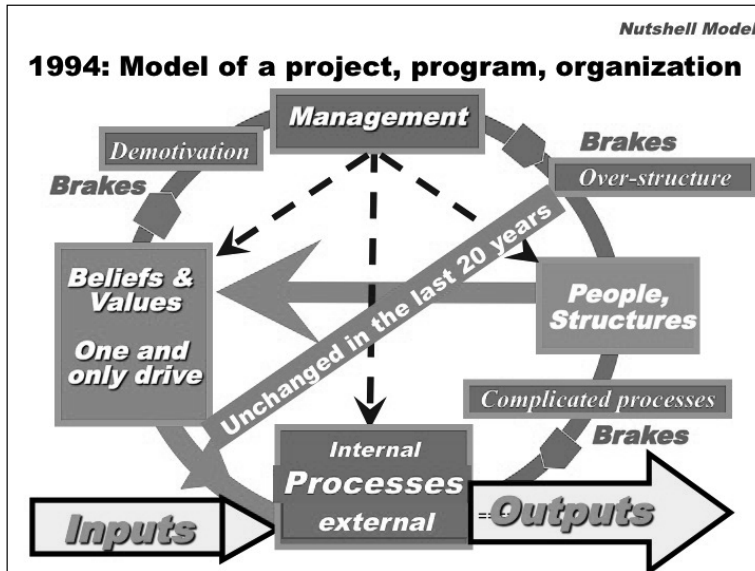 Nutshell Model
1994: Model of a project, program, organization
Management
Demotivation
Brakes
Brakes
Over-structure
Beliefs &
Values
One and
only drive
Unchanged in the last 20 years
People,
Structures
Complicated processes
Brakes
Internal
Processes
external
Inputs
Outputs